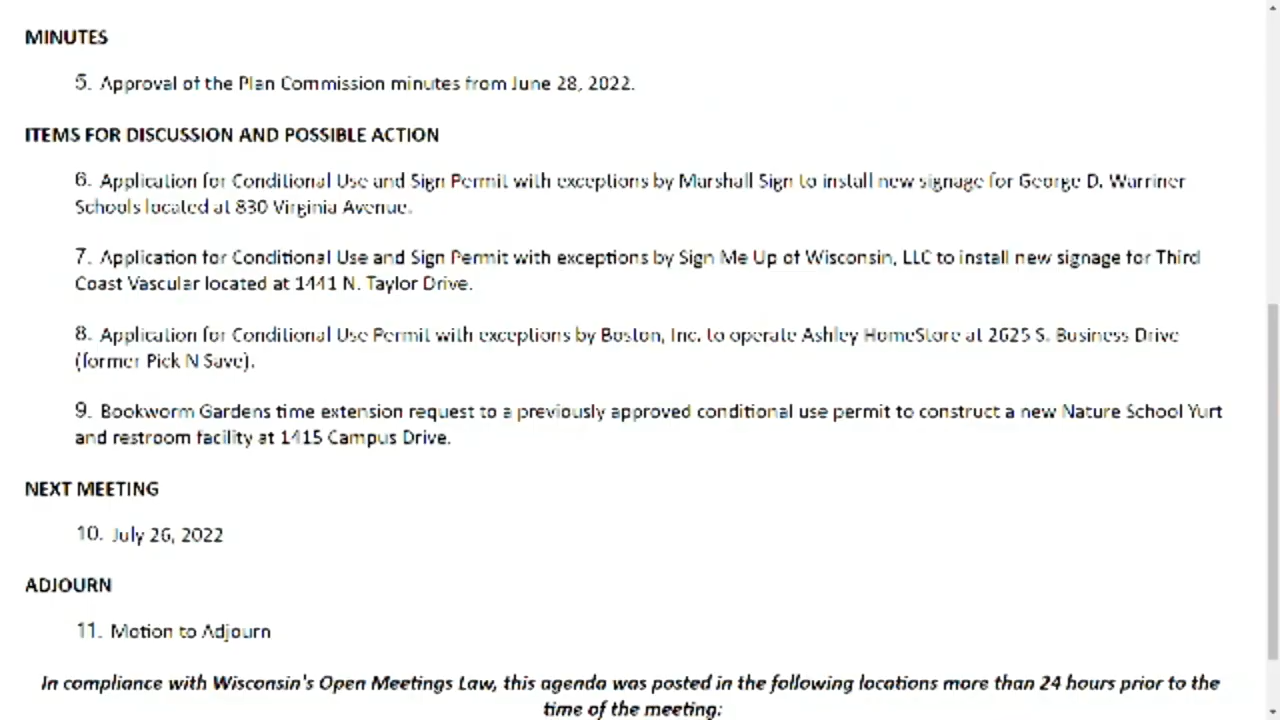 MINUTES
5. Approval of the Plan Commission minutes from June 28, 2022.
ITEMS FOR DISCUSSION AND POSSIBLE ACTION
6. Application for Conditional Use and Sign Permit with exceptions by Marshall Sign to install new signage for George D. Warriner
Schools located at 830 Virginia Avenue.
7. Application for Conditional Use and Sign Permit with exceptions by Sign Me Up of Wisconsin, LLC to install new signage for Third
Coast Vascular located at 1441 N. Taylor Drive.
8. Application for Conditional Use Permit with exceptions by Boston, Inc. to operate Ashley HomeStore at 2625 S. Business Drive
(former Pick N Save).
9. Bookworm Gardens time extension request to a previously approved conditional use permit to construct a new Nature School Yurt
and restroom facility at 1415 Campus Drive.
NEXT MEETING
10. July 26, 2022
ADJOURN
11. Motion to Adjourn
In compliance with Wisconsin's Open Meetings Law, this agenda was posted in the following locations more than 24 hours prior to the
time of the meeting: